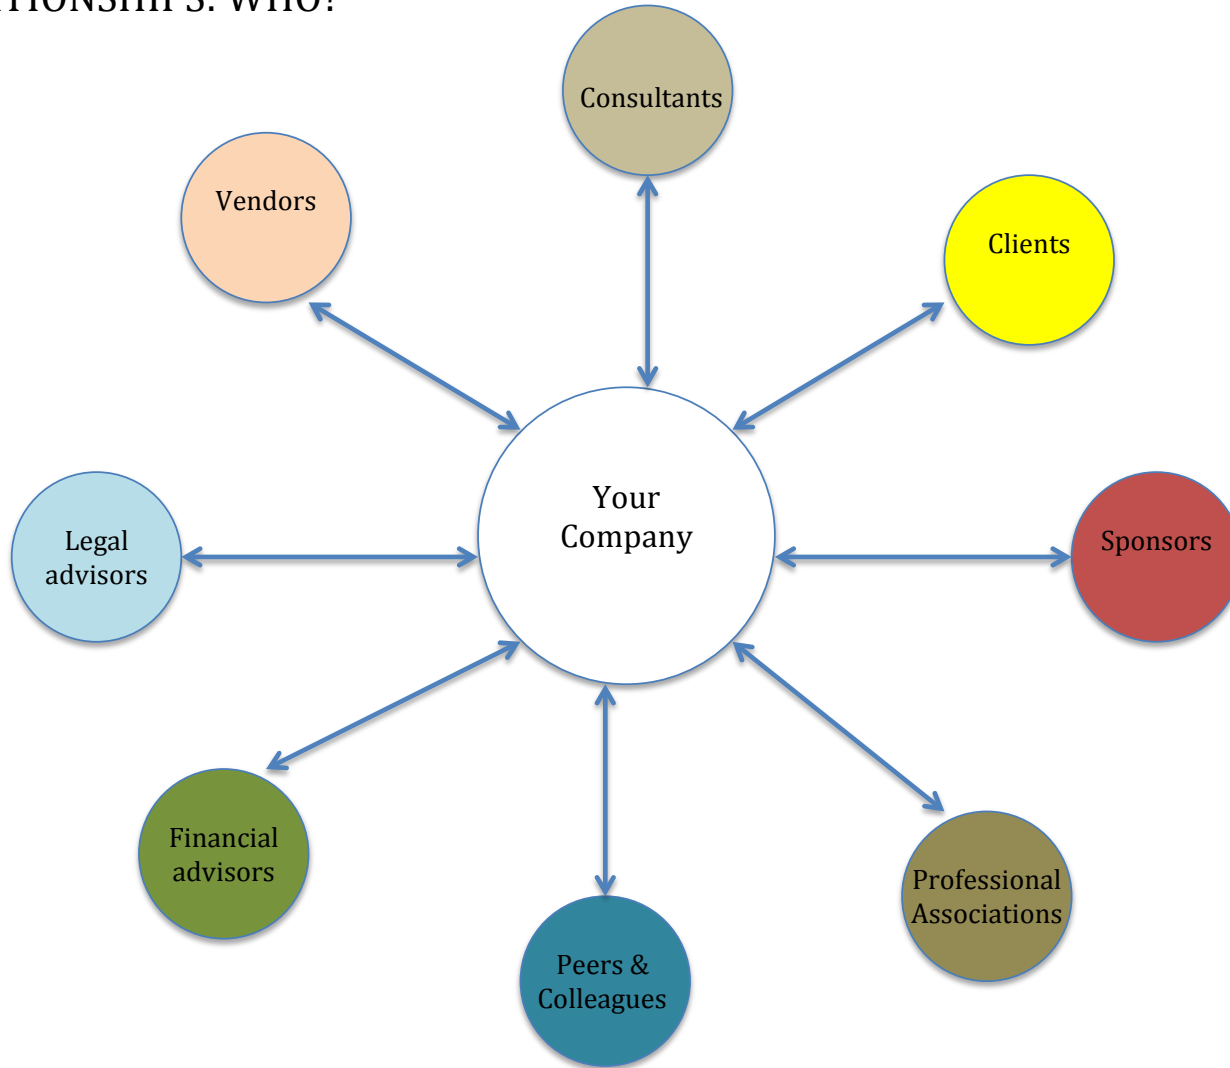 Consultants
Vendors
Clients
Your
Company
Sponsors
Legal
advisors
Financial
advisors
Professional
Associations
Peers &
Colleagues